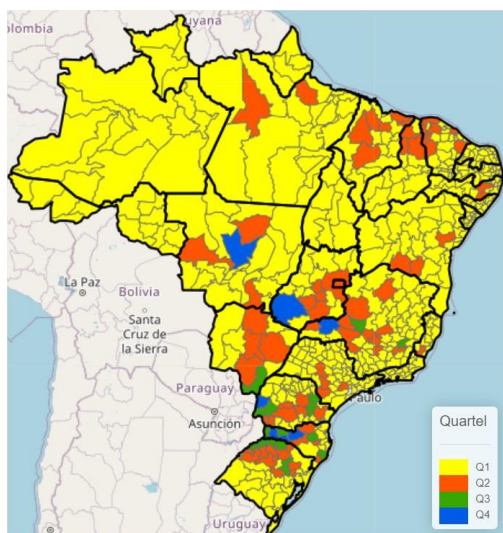 olombia
uyana
La Paz
Bolivia
Santa
Cruz de
la Sierra
Paraguay
Asunción
Paulo
Uruguay
Quartel
Q1
Q2
Q3
Q4